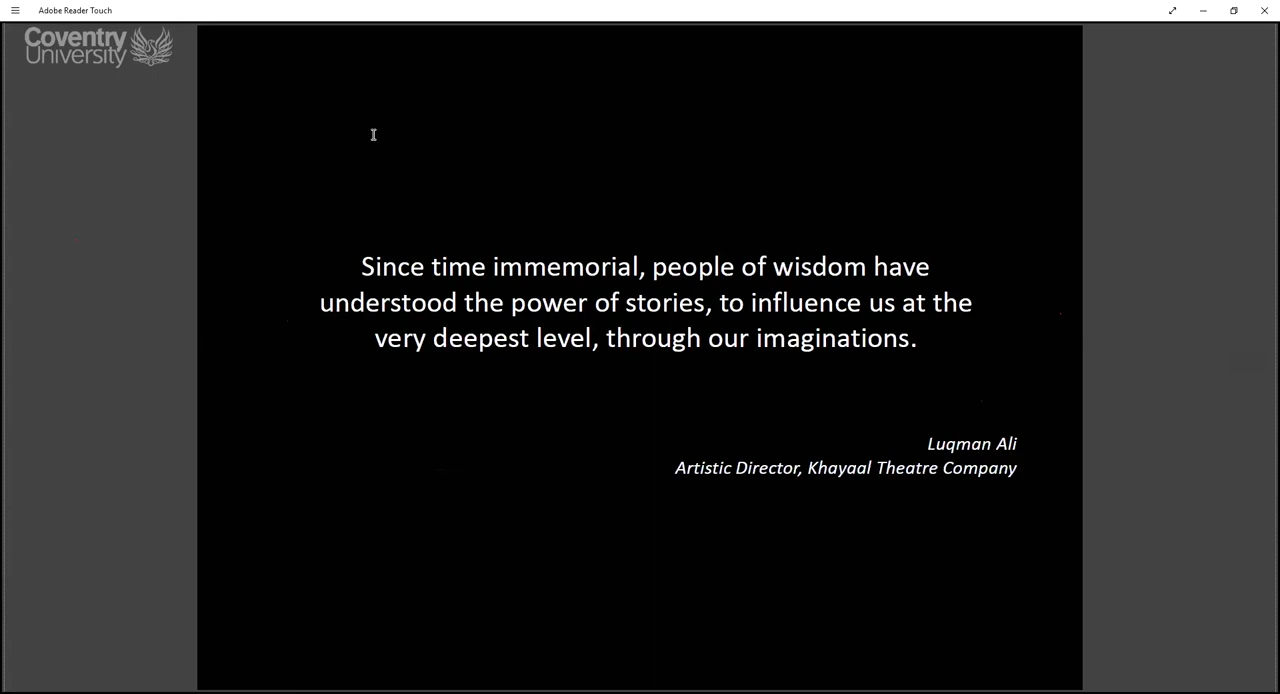 Adobe Reader Touch
Coventry
University
Since time immemorial, people of wisdom have
understood the power of stories, to influence us at the
very deepest level, through our imaginations.
Luqman Ali
Artistic Director, Khayaal Theatre Company